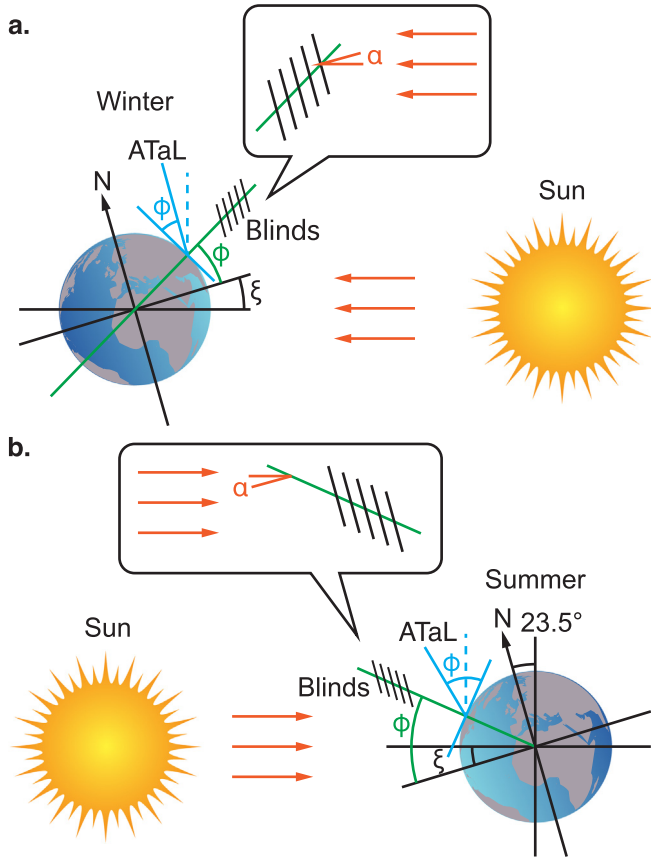 a.
α
Winter
ATaL
N
Φ
Blinds
Φ
ξ
Sun
b.
α
Summer
N 23.5°
Sun
ATaL
Φ
Blinds
Φ
ξ